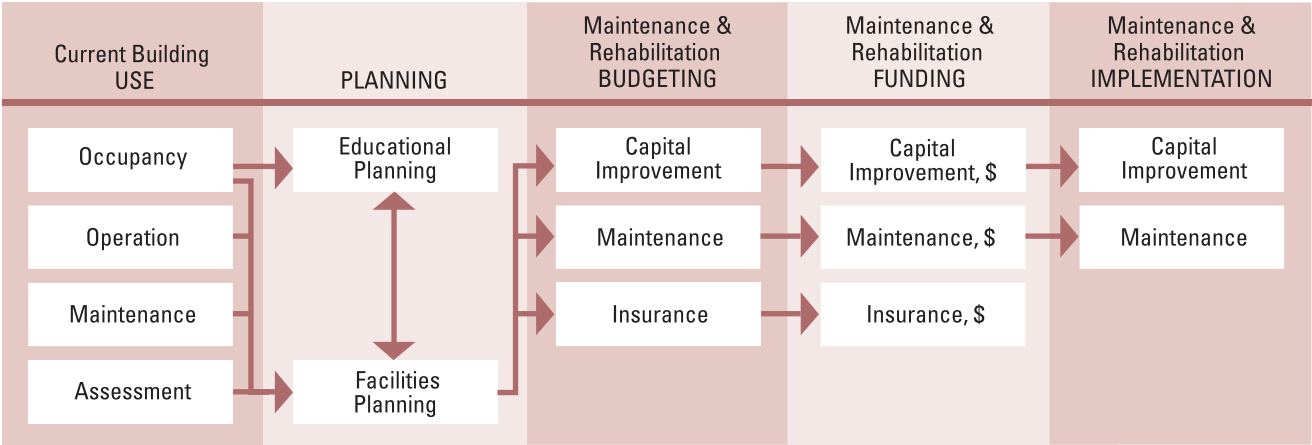 Current Building
USE
PLANNING
Maintenance &
Rehabilitation
BUDGETING
Maintenance &
Rehabilitation
FUNDING
Maintenance &
Rehabilitation
IMPLEMENTATION
Occupancy
Educational
Planning
Capital
Improvement
Capital
Improvement, $
Capital
Improvement
Operation
Maintenance
Maintenance, $
Maintenance
Maintenance
Insurance
Insurance, $
Assessment
Facilities
Planning